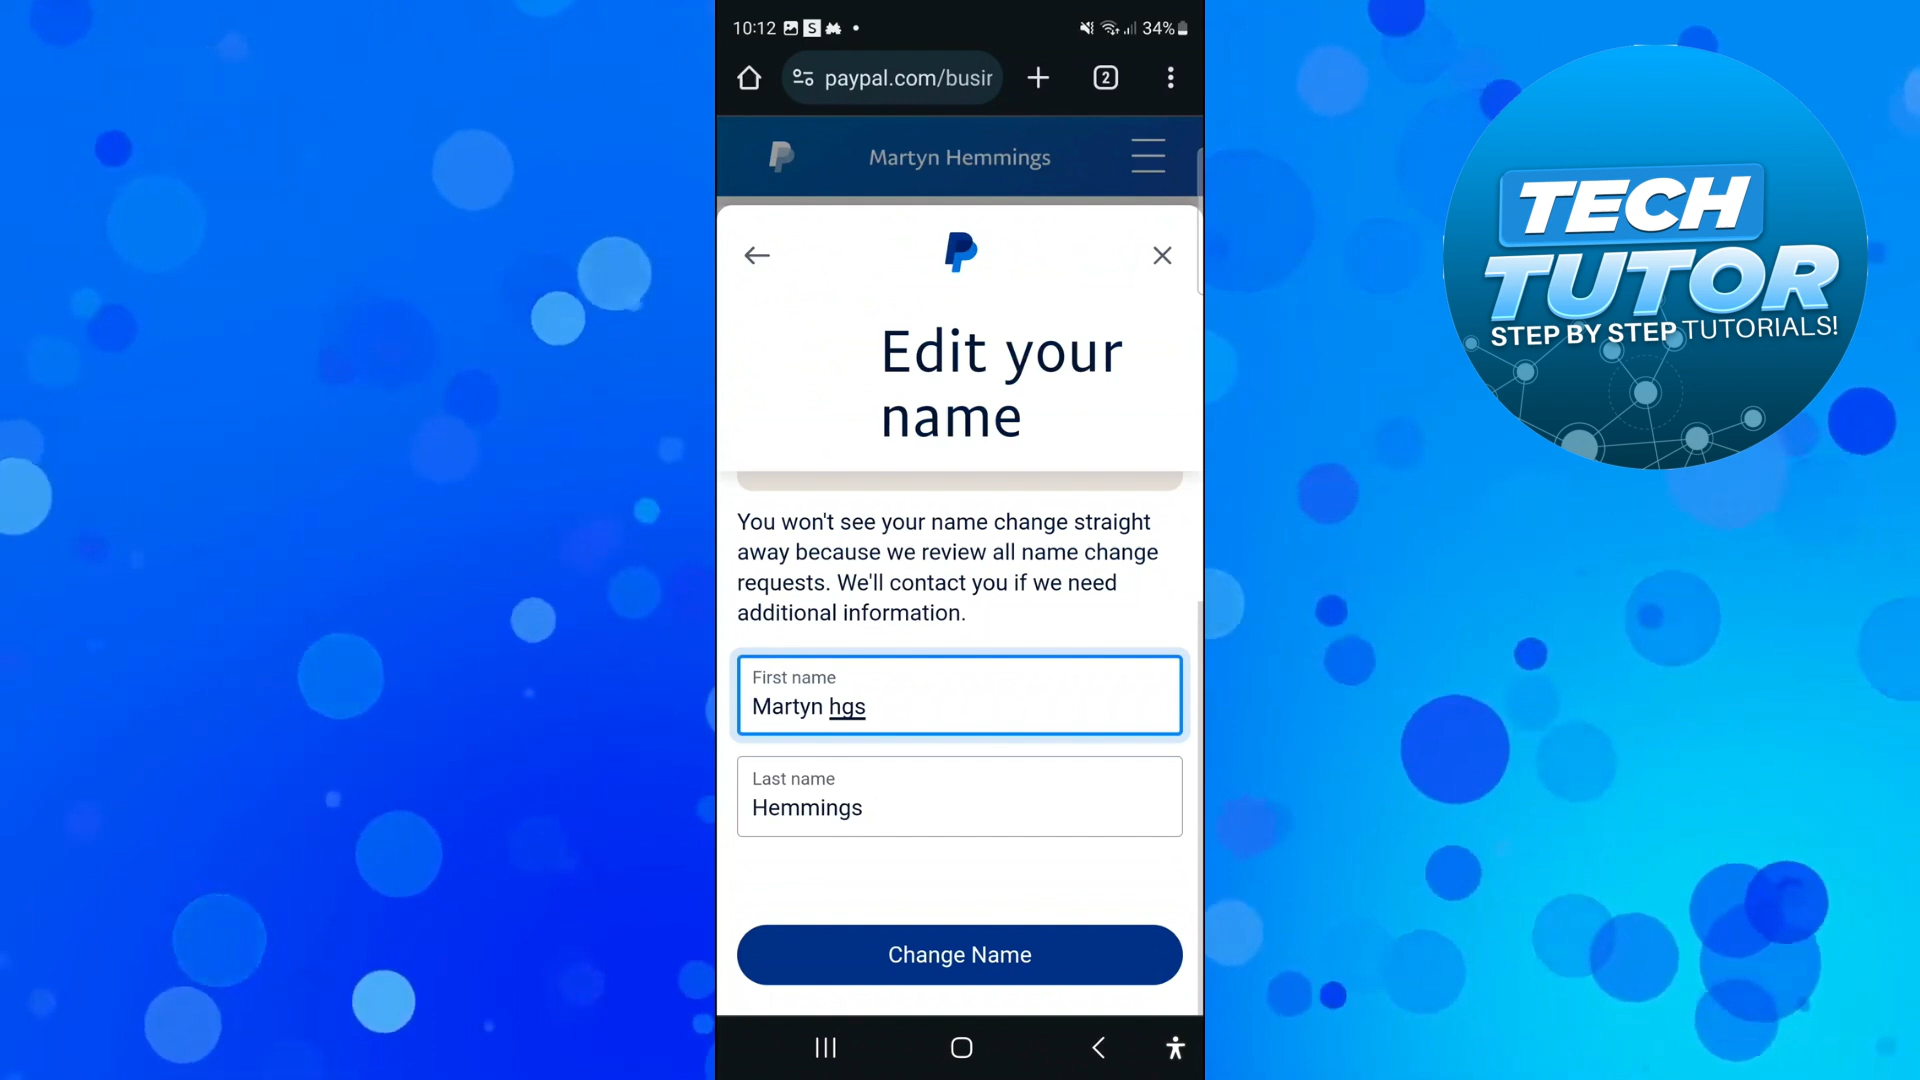 10:12
S
34%
paypal.com/busir
2
Martyn Hemmings
Edit your
name
You won't see your name change straight
away because we review all name change
requests. We'll contact you if we need
additional information.
First name
Martyn hgs
Last name
Hemmings
Change Name
TECH
TUTOR
STEP BY STEP TUTORIALS!